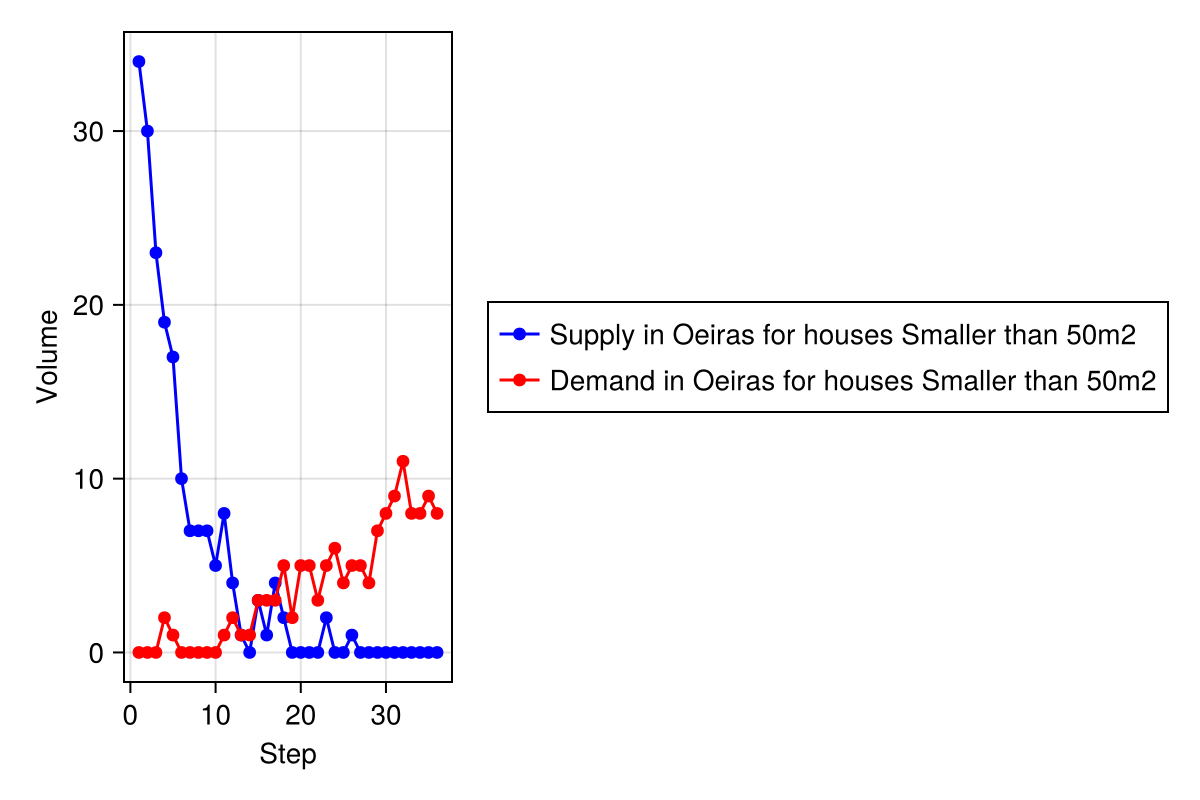 Volume
30
20
10
0
0 10 20 30
Step
Supply in Oeiras for houses Smaller than 50m2
Demand in Oeiras for houses Smaller than 50m2